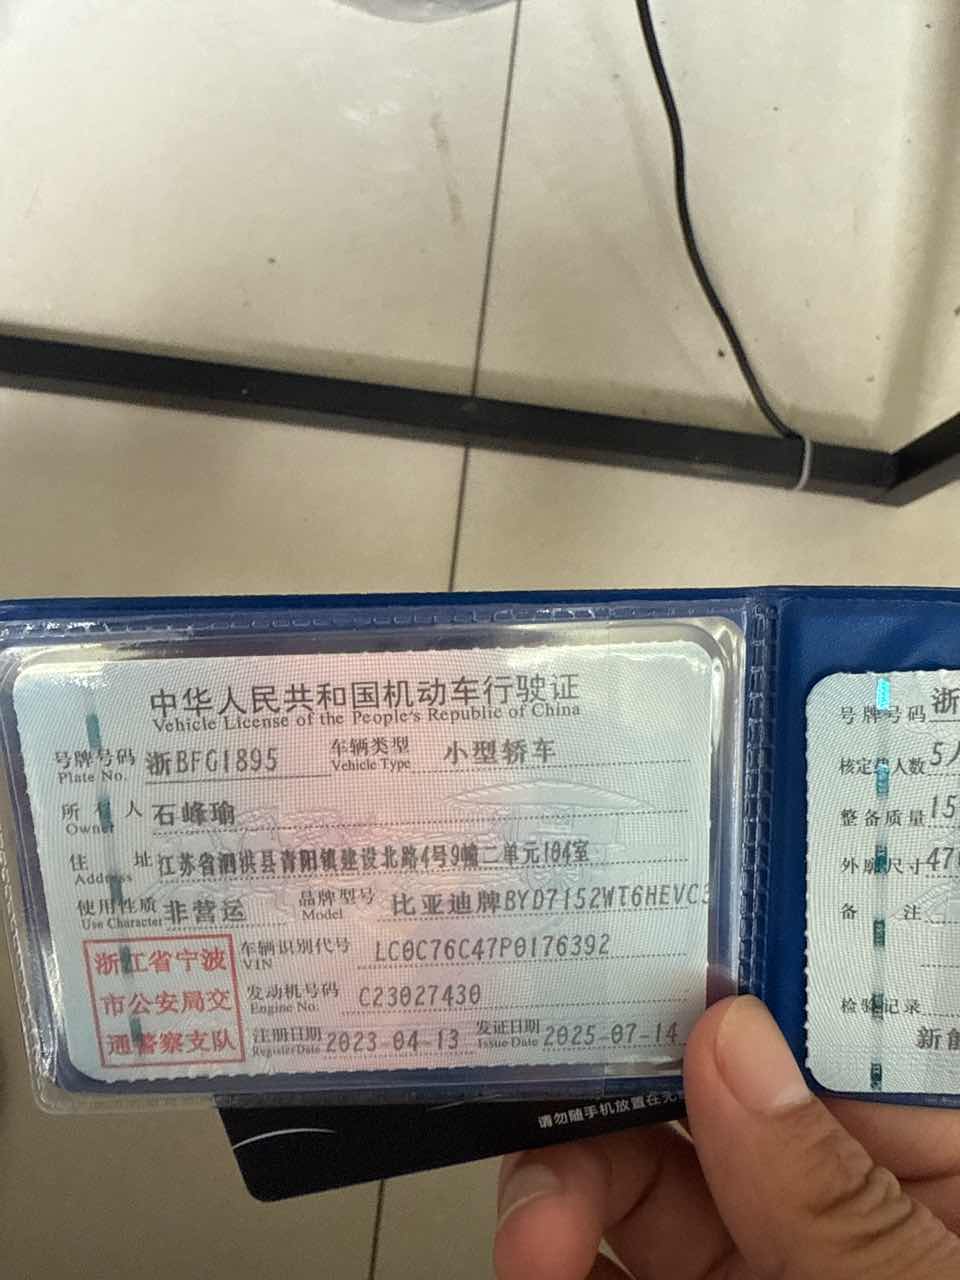 中华人民共和国机动车行驶证
Vehicle License of the People's Republic of China
号牌号码 浙BFG1895 车辆类型 小型轿车
Plate No. Vehicle Type
所有人 石峰瑜
Owner
住址 江苏省泗洪县青阳镇建设北路4号9幢二单元104室
Address
使用性质 非营运 品牌型号 比亚迪牌BYD7152WT6HEVC3
Use Character Model
浙江省宁波
市公安局交
通警察支队
车辆识别代号 LC0C76C47P0176392
VIN
发动机号码 C23027430
Engine No.
注册日期 2023-04-13 发证日期 2025-07-14
Register Date Issue Date
号牌号码 浙
核定载人数 5人
整备质量 15
外廓尺寸 47
备注
检验记录
新能
请勿随手机放置在无